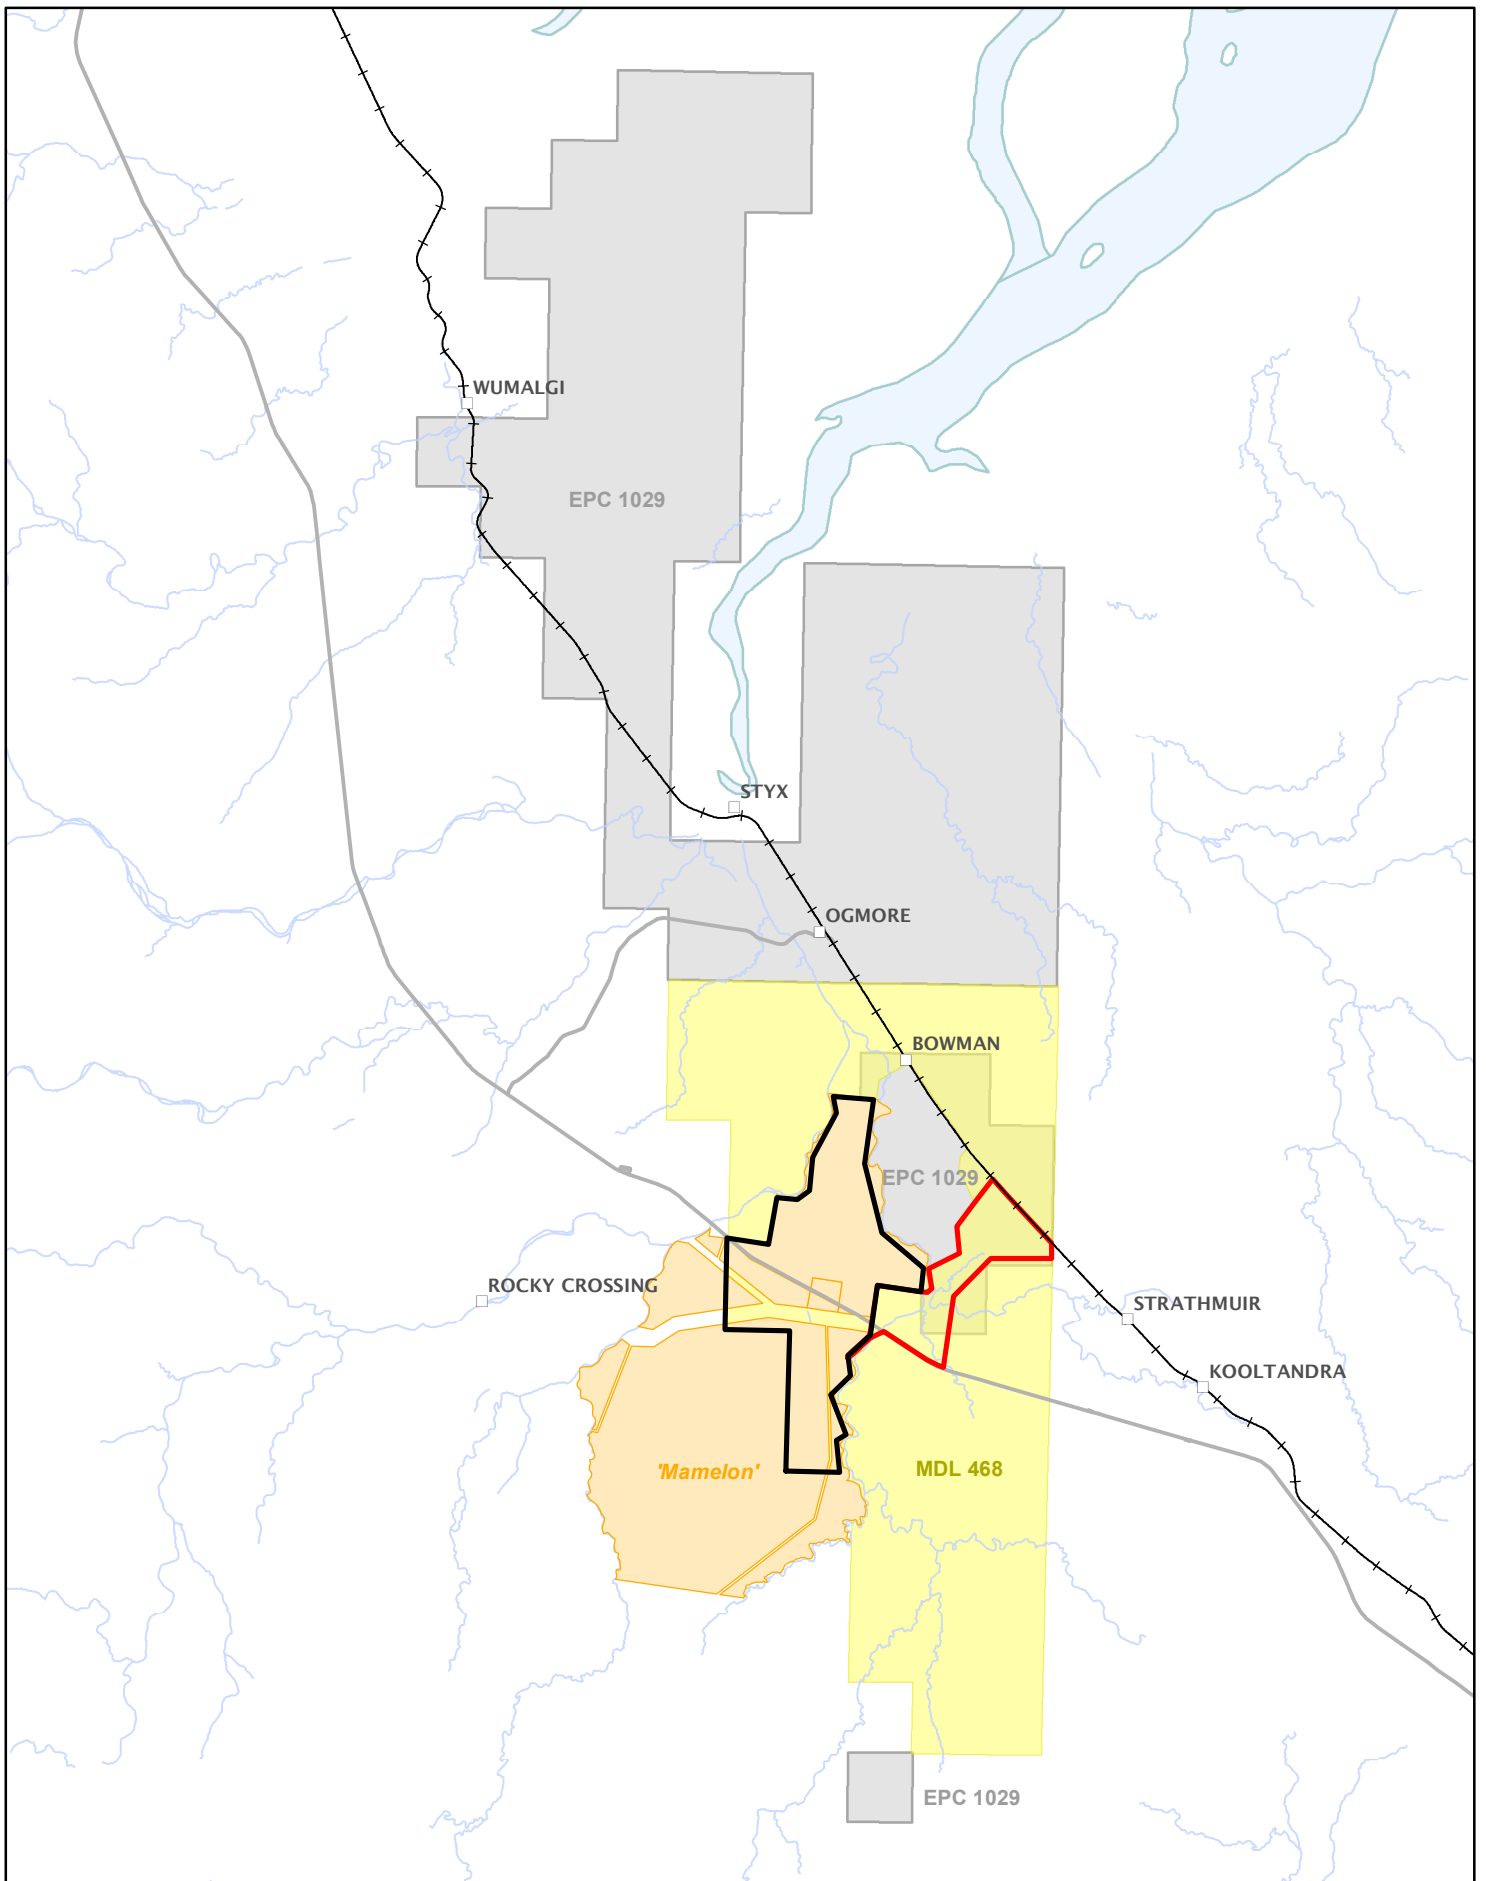 WUMALGI
EPC 1029
STYX
OGMORE
BOWMAN
EPC 1029
ROCKY CROSSING
STRATHMUIR
KOOLTANDRA
'Mamelon'
MDL 468
EPC 1029